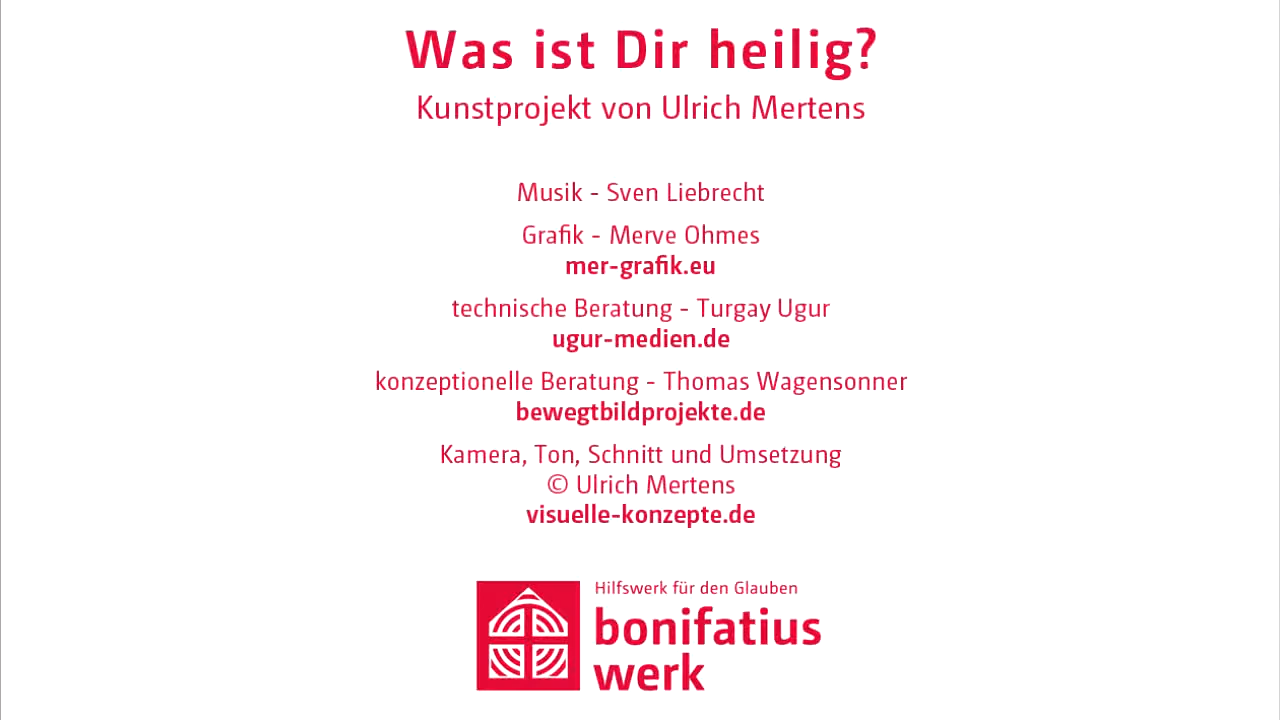 Was ist Dir heilig?
Kunstprojekt von Ulrich Mertens
Musik - Sven Liebrecht
Grafik - Merve Ohmes
mer-grafik.eu
technische Beratung - Turgay Ugur
ugur-medien.de
konzeptionelle Beratung - Thomas Wagensonner
bewegtbildprojekte.de
Kamera, Ton, Schnitt und Umsetzung
© Ulrich Mertens
visuelle-konzepte.de
Hilfswerk für den Glauben
bonifatius
werk